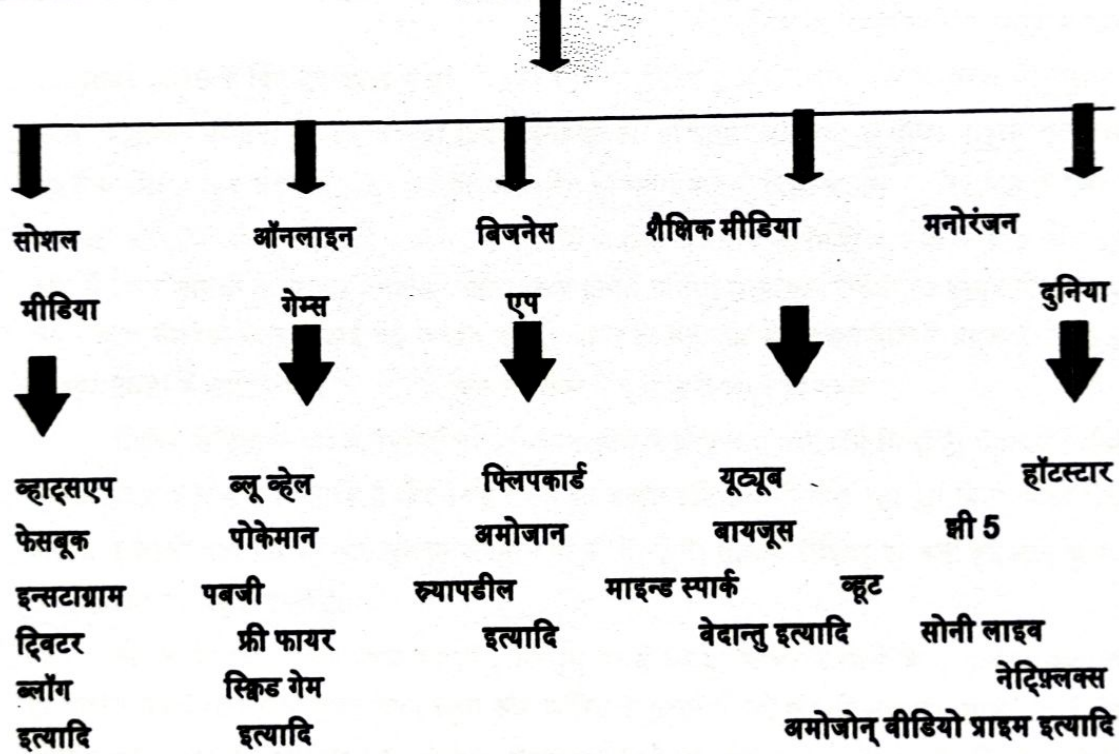 सोशल ऑनलाइन बिजनेस शैक्षिक मीडिया मनोरंजन
मीडिया गेम्स एप दुनिया
व्हाट्सएप ब्लू व्हेल फ्लिपकार्ड यूट्यूब हॉटस्टार
फेसबूक पोकेमान अमोजान बायजूस झी 5
इन्सटाग्राम पबजी स्न्यापडील माइन्ड स्पार्क व्हूट
ट्विटर फ्री फायर इत्यादि वेदान्तु इत्यादि सोनी लाइव
ब्लॉग स्क्विड गेम नेट्फ़्लिक्स
इत्यादि इत्यादि अमोजोन् वीडियो प्राइम इत्यादि